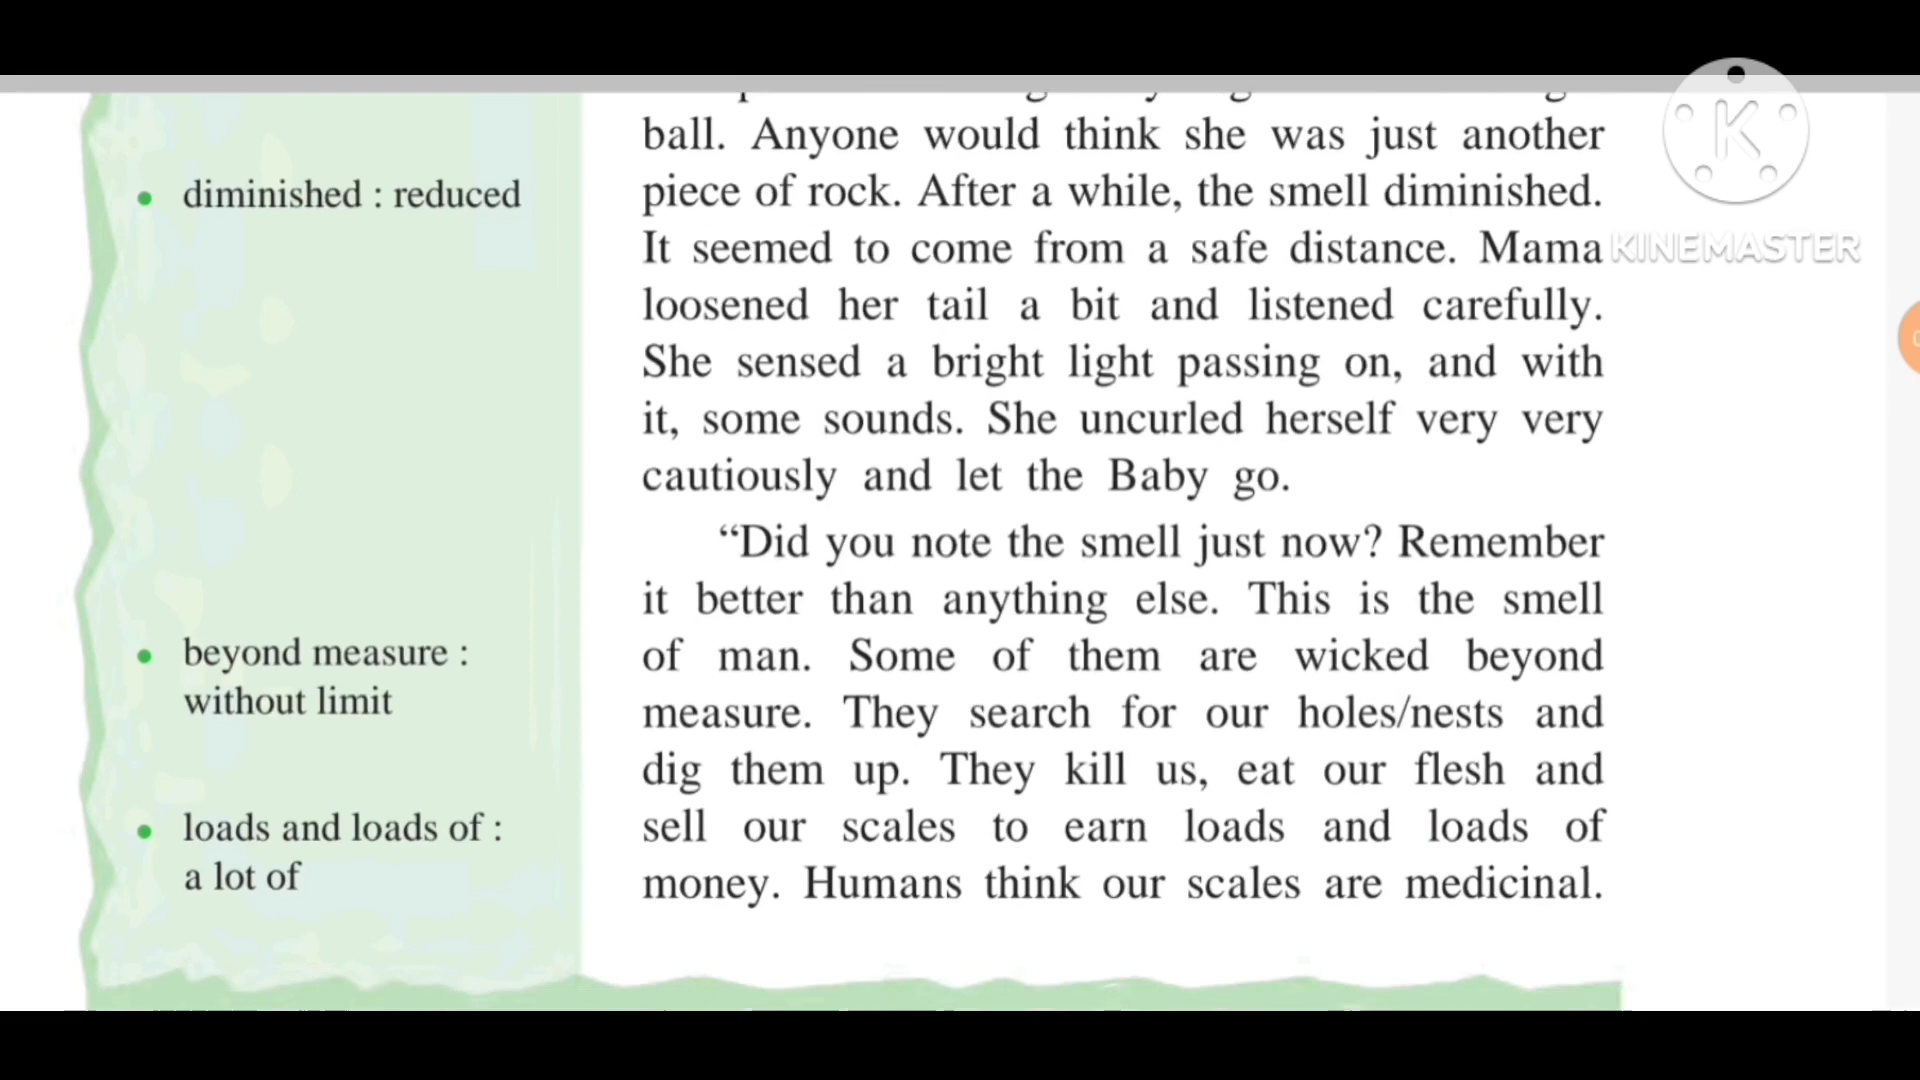 ball. Anyone would think she was just another
piece of rock. After a while, the smell diminished.
It seemed to come from a safe distance. Mama
loosened her tail a bit and listened carefully.
She sensed a bright light passing on, and with
it, some sounds. She uncurled herself very very
cautiously and let the Baby go.
“Did you note the smell just now? Remember
it better than anything else. This is the smell
of man. Some of them are wicked beyond
measure. They search for our holes/nests and
dig them up. They kill us, eat our flesh and
sell our scales to earn loads and loads of
money. Humans think our scales are medicinal.
• diminished : reduced
• beyond measure :
without limit
• loads and loads of :
a lot of
K
KINEMASTER